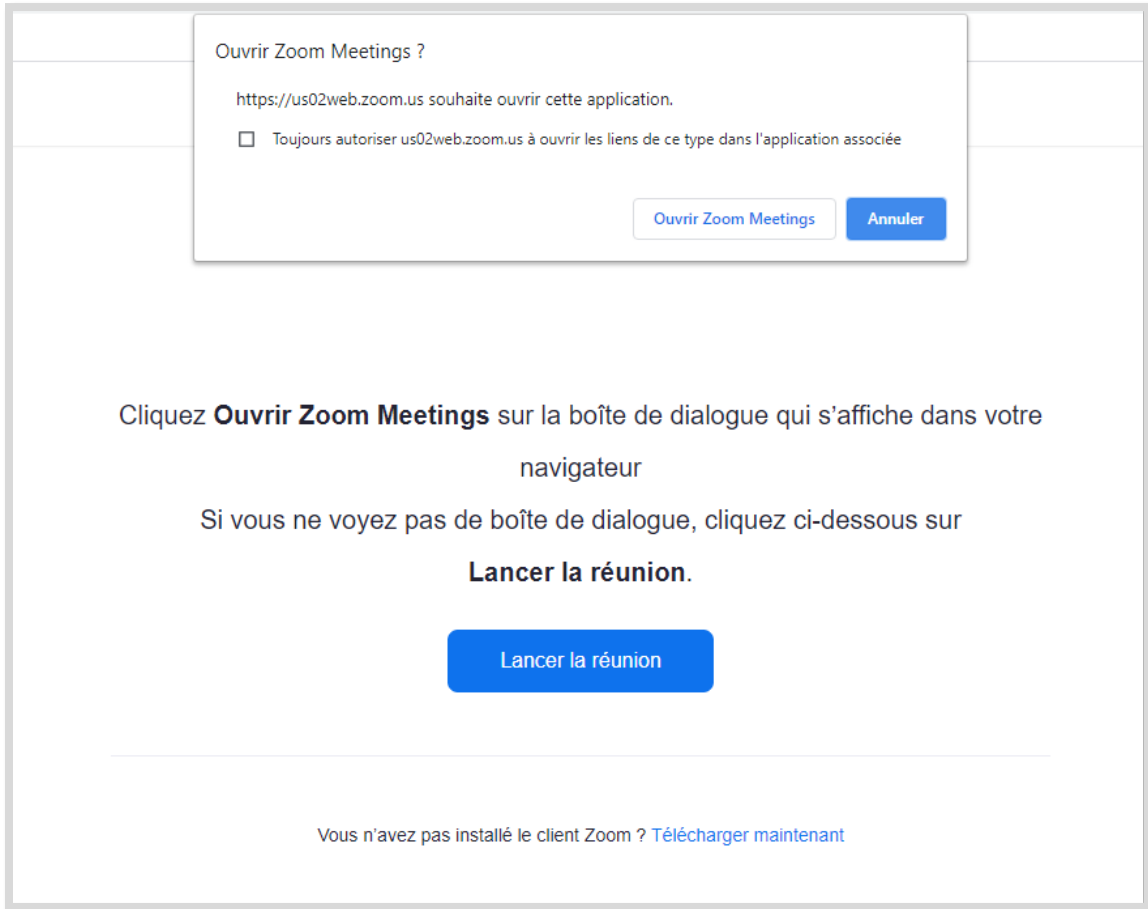 Ouvrir Zoom Meetings ?
https://us02web.zoom.us souhaite ouvrir cette application.
Toujours autoriser us02web.zoom.us à ouvrir les liens de ce type dans l'application associée
Ouvrir Zoom Meetings Annuler
Cliquez Ouvrir Zoom Meetings sur la boîte de dialogue qui s’affiche dans votre
navigateur
Si vous ne voyez pas de boîte de dialogue, cliquez ci-dessous sur
Lancer la réunion.
Lancer la réunion
Vous n’avez pas installé le client Zoom ? Télécharger maintenant